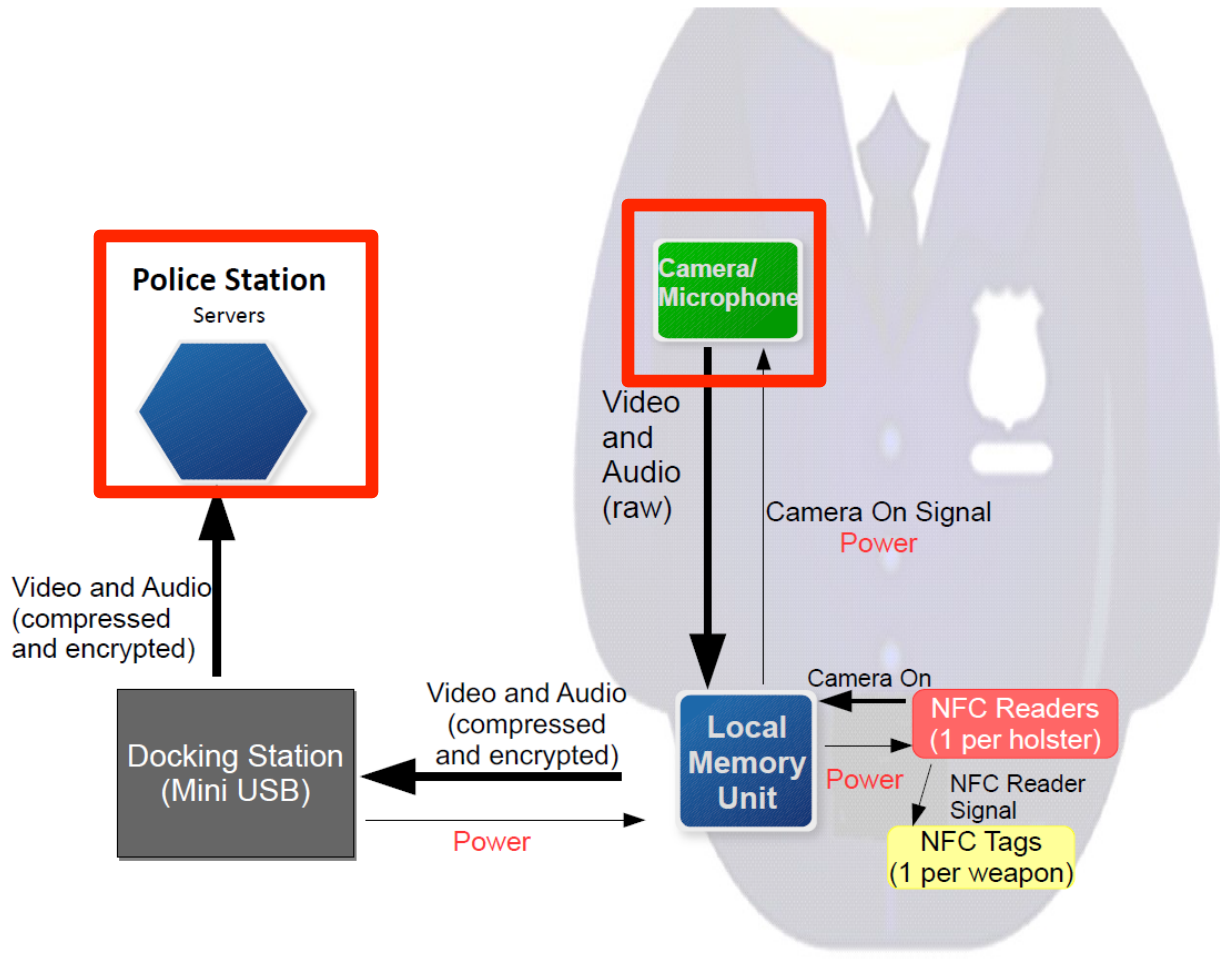 Police Station
Servers
Camera/
Microphone
Video
and
Audio
(raw)
Camera On Signal
Power
Video and Audio
(compressed
and encrypted)
Docking Station
(Mini USB)
Video and Audio
(compressed
and encrypted)
Power
Local
Memory
Unit
Camera On
Power
NFC Readers
(1 per holster)
NFC Reader
Signal
NFC Tags
(1 per weapon)